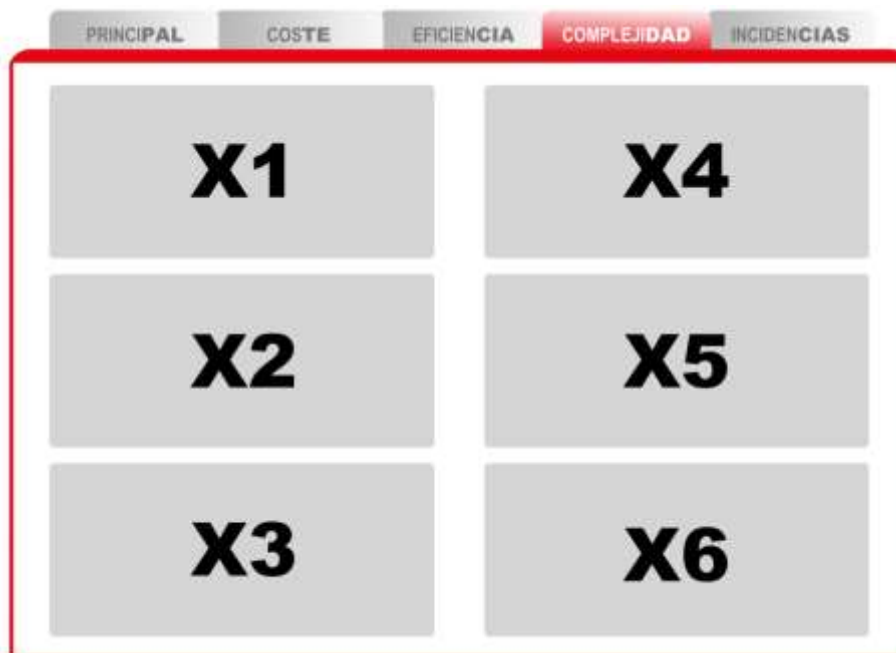 PRINCIPAL COSTE EFICIENCIA COMPLEJIDAD INCIDENCIAS
X1 X4
X2 X5
X3 X6